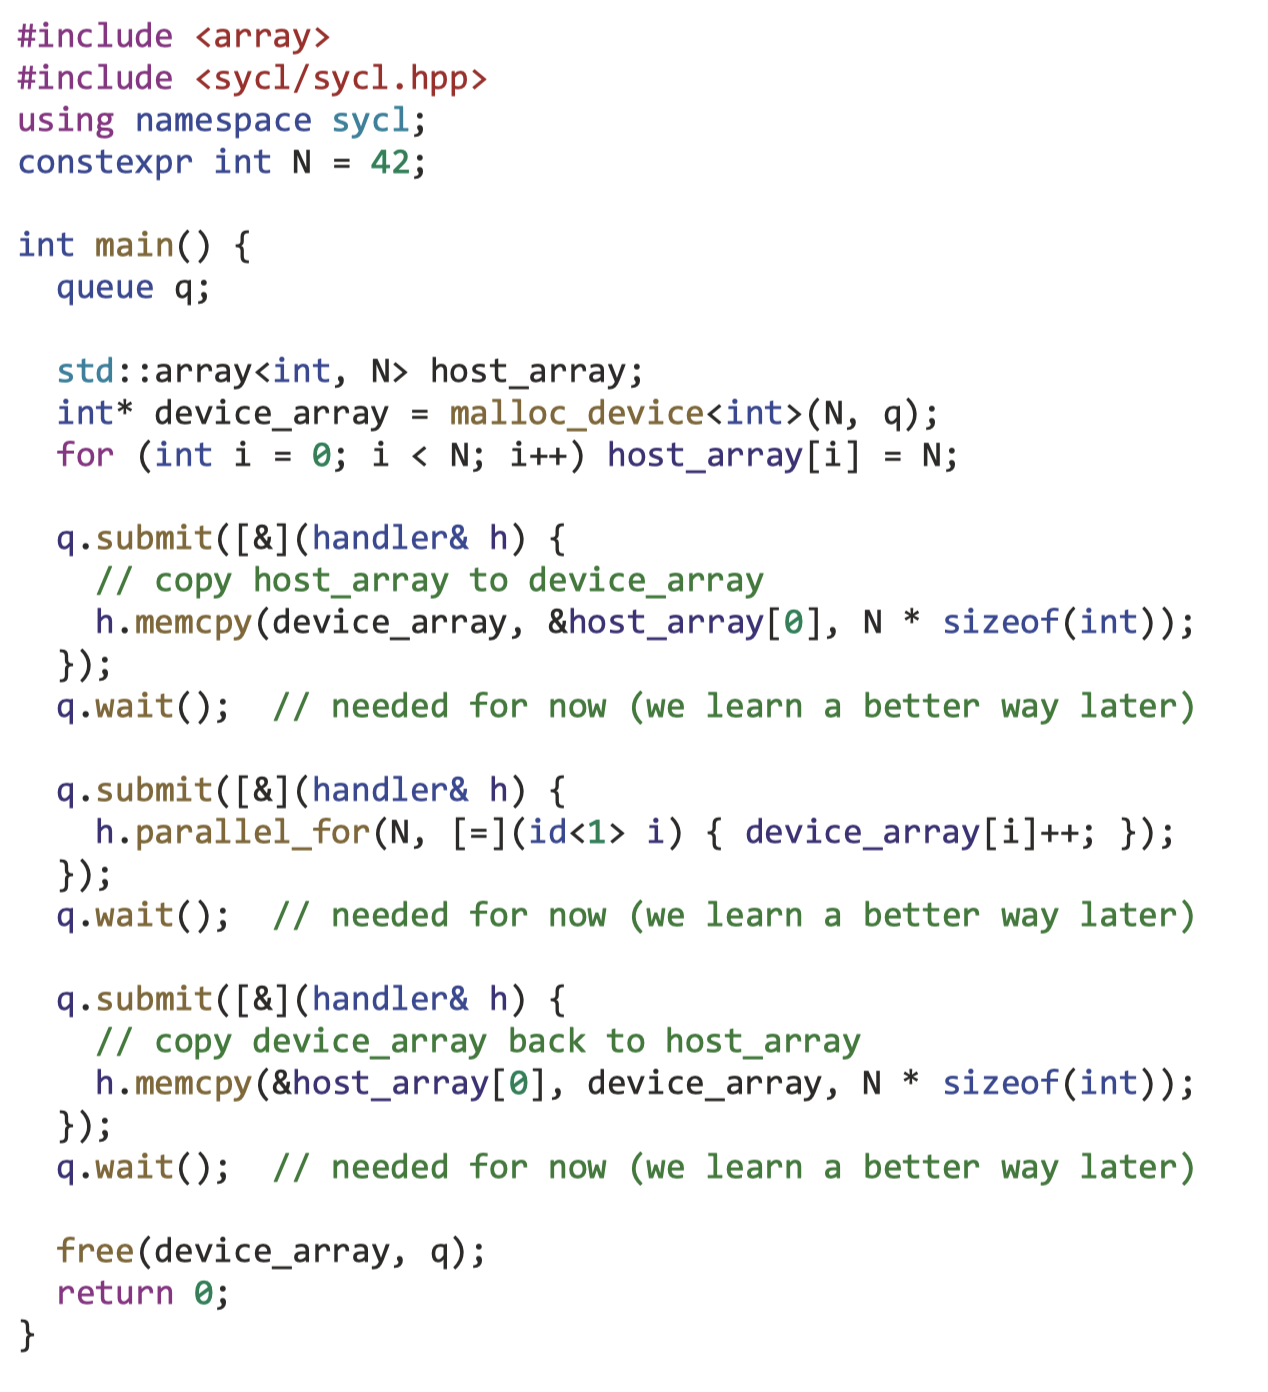 #include <array>
#include <sycl/sycl.hpp>
using namespace sycl;
constexpr int N = 42;

int main() {
  queue q;

  std::array<int, N> host_array;
  int* device_array = malloc_device<int>(N, q);
  for (int i = 0; i < N; i++) host_array[i] = N;

  q.submit([&](handler& h) {
    // copy host_array to device_array
    h.memcpy(device_array, &host_array[0], N * sizeof(int));
  });
  q.wait();  // needed for now (we learn a better way later)

  q.submit([&](handler& h) {
    h.parallel_for(N, [=](id<1> i) { device_array[i]++; });
  });
  q.wait();  // needed for now (we learn a better way later)

  q.submit([&](handler& h) {
    // copy device_array back to host_array
    h.memcpy(&host_array[0], device_array, N * sizeof(int));
  });
  q.wait();  // needed for now (we learn a better way later)

  free(device_array, q);
  return 0;
}